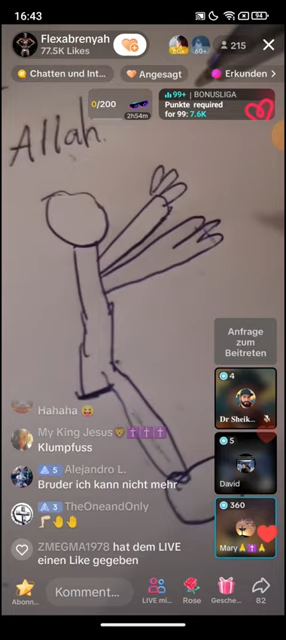 16:43
94
Flexabrenyah
77.5K Likes
60+
60+
215
Chatten und Int...
Angesagt
Erkunden
0/200
2h54m
99+ | BONUSLIGA
Punkte required
for 99: 7.6K
Allah.
Anfrage
zum
Beitreten
4
Dr Sheik...
5
David
360
Mary
Hahaha
My King Jesus
Klumpfuss
5 Alejandro L.
Bruder ich kann nicht mehr
3 TheOneandOnly
ZMEGMA1978 hat dem LIVE
einen Like gegeben
Abonn...
Komment...
LIVE mi...
Rose
Gesche...
82